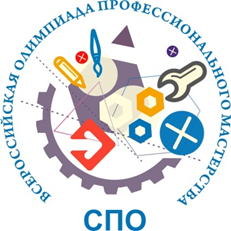 ВСЕРОССИЙСКАЯ ОЛИМПИАДА ПРОФЕССИОНАЛЬНОГО МАСТЕРСТВА
СПО